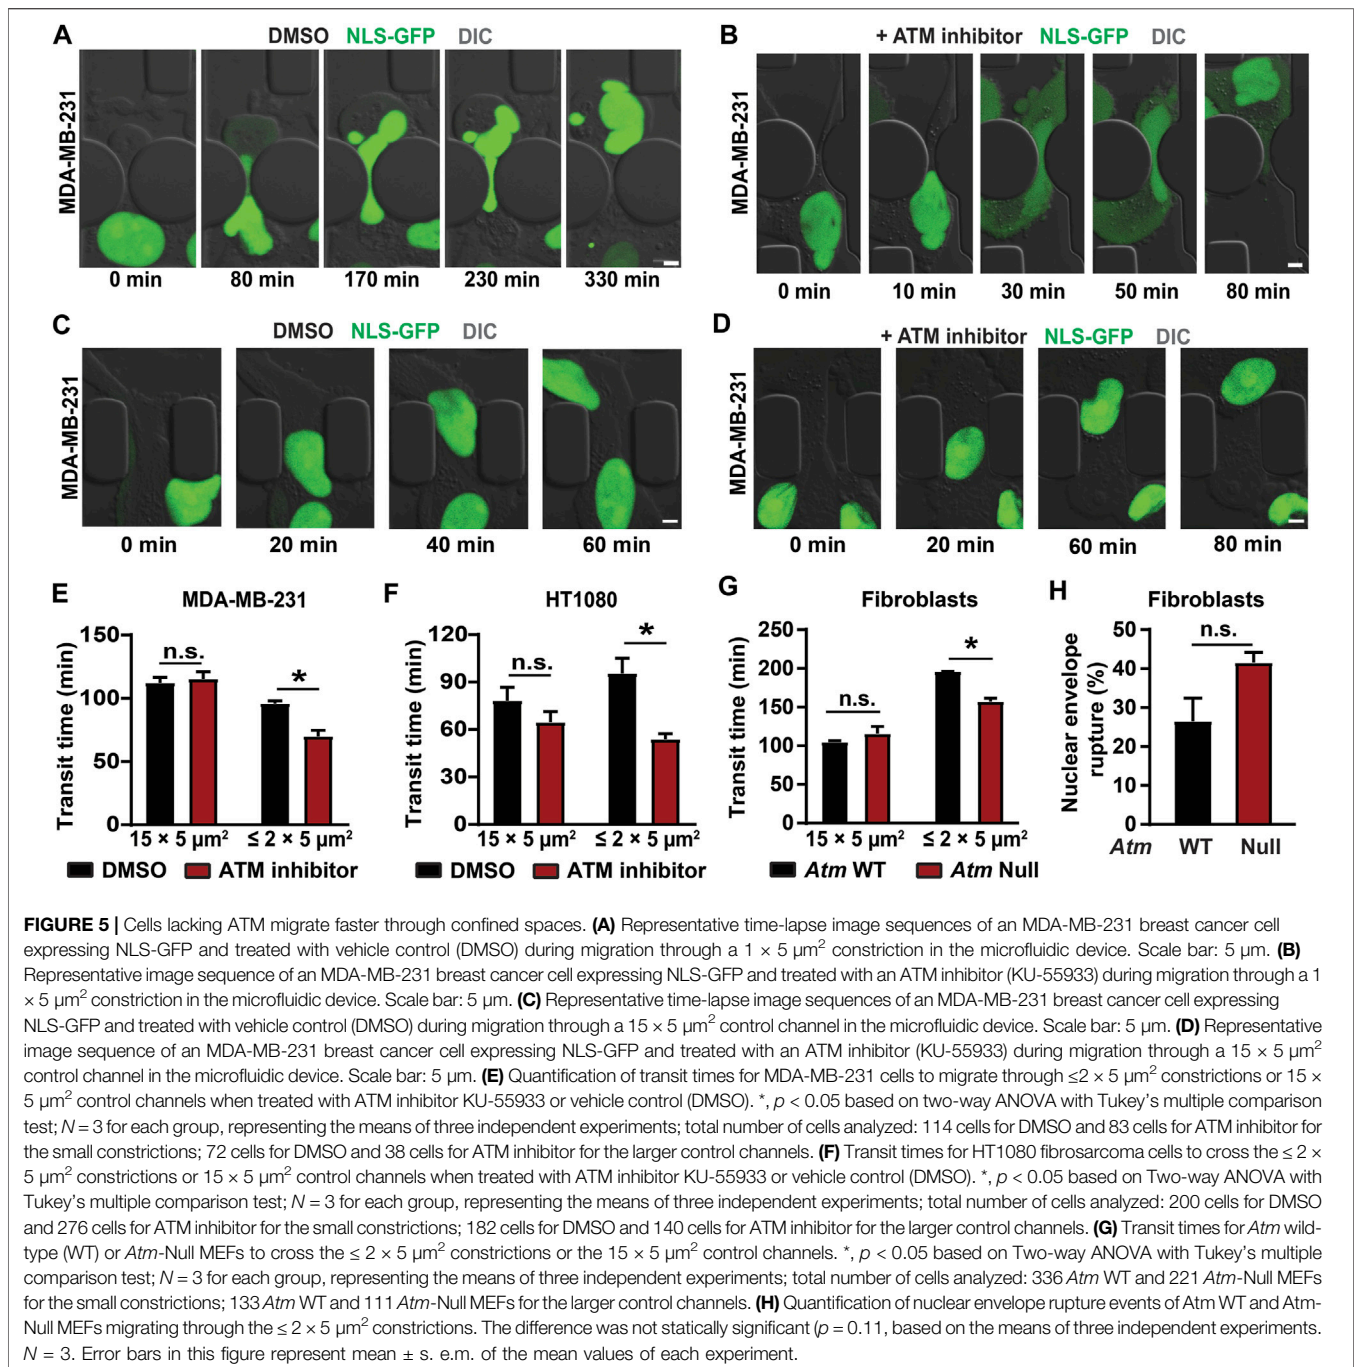 A
DMSO NLS-GFP DIC
MDA-MB-231
0 min 80 min 170 min 230 min 330 min
B
+ ATM inhibitor NLS-GFP DIC
MDA-MB-231
0 min 10 min 30 min 50 min 80 min
C
DMSO NLS-GFP DIC
MDA-MB-231
0 min 20 min 40 min 60 min
D
+ ATM inhibitor NLS-GFP DIC
MDA-MB-231
0 min 20 min 60 min 80 min
E
MDA-MB-231
Transit time (min)
150
100
50
0
n.s. *
15 × 5 µm² ≤ 2 × 5 µm²
DMSO ATM inhibitor
F
HT1080
Transit time (min)
120
90
60
30
0
n.s. *
15 × 5 µm² ≤ 2 × 5 µm²
DMSO ATM inhibitor
G
Fibroblasts
Transit time (min)
250
200
150
100
50
0
n.s. *
15 × 5 µm² ≤ 2 × 5 µm²
Atm WT Atm Null
H
Fibroblasts
Nuclear envelope
rupture (%)
50
40
30
20
10
0
n.s.
Atm WT Null
FIGURE 5 | Cells lacking ATM migrate faster through confined spaces. (A) Representative time-lapse image sequences of an MDA-MB-231 breast cancer cell
expressing NLS-GFP and treated with vehicle control (DMSO) during migration through a 1 × 5 µm² constriction in the microfluidic device. Scale bar: 5 µm. (B)
Representative image sequence of an MDA-MB-231 breast cancer cell expressing NLS-GFP and treated with an ATM inhibitor (KU-55933) during migration through a 1
× 5 µm² constriction in the microfluidic device. Scale bar: 5 µm. (C) Representative time-lapse image sequences of an MDA-MB-231 breast cancer cell expressing
NLS-GFP and treated with vehicle control (DMSO) during migration through a 15 × 5 µm² control channel in the microfluidic device. Scale bar: 5 µm. (D) Representative
image sequence of an MDA-MB-231 breast cancer cell expressing NLS-GFP and treated with an ATM inhibitor (KU-55933) during migration through a 15 × 5 µm²
control channel in the microfluidic device. Scale bar: 5 µm. (E) Quantification of transit times for MDA-MB-231 cells to migrate through ≤2 × 5 µm² constrictions or 15 ×
5 µm² control channels when treated with ATM inhibitor KU-55933 or vehicle control (DMSO). *, p < 0.05 based on two-way ANOVA with Tukey's multiple comparison
test; N = 3 for each group, representing the means of three independent experiments; total number of cells analyzed: 114 cells for DMSO and 83 cells for ATM inhibitor for
the small constrictions; 72 cells for DMSO and 38 cells for ATM inhibitor for the larger control channels. (F) Transit times for HT1080 fibrosarcoma cells to cross the ≤ 2 ×
5 µm² constrictions or 15 × 5 µm² control channels when treated with ATM inhibitor KU-55933 or vehicle control (DMSO). *, p < 0.05 based on Two-way ANOVA with
Tukey's multiple comparison test; N = 3 for each group, representing the means of three independent experiments; total number of cells analyzed: 200 cells for DMSO
and 276 cells for ATM inhibitor for the small constrictions; 182 cells for DMSO and 140 cells for ATM inhibitor for the larger control channels. (G) Transit times for Atm wild-
type (WT) or Atm-Null MEFs to cross the ≤ 2 × 5 µm² constrictions or the 15 × 5 µm² control channels. *, p < 0.05 based on Two-way ANOVA with Tukey's multiple
comparison test; N = 3 for each group, representing the means of three independent experiments; total number of cells analyzed: 336 Atm WT and 221 Atm-Null MEFs
for the small constrictions; 133 Atm WT and 111 Atm-Null MEFs for the larger control channels. (H) Quantification of nuclear envelope rupture events of Atm WT and Atm-
Null MEFs migrating through the ≤ 2 × 5 µm² constrictions. The difference was not statically significant (p = 0.11, based on the means of three independent experiments.
N = 3. Error bars in this figure represent mean ± s. e.m. of the mean values of each experiment.